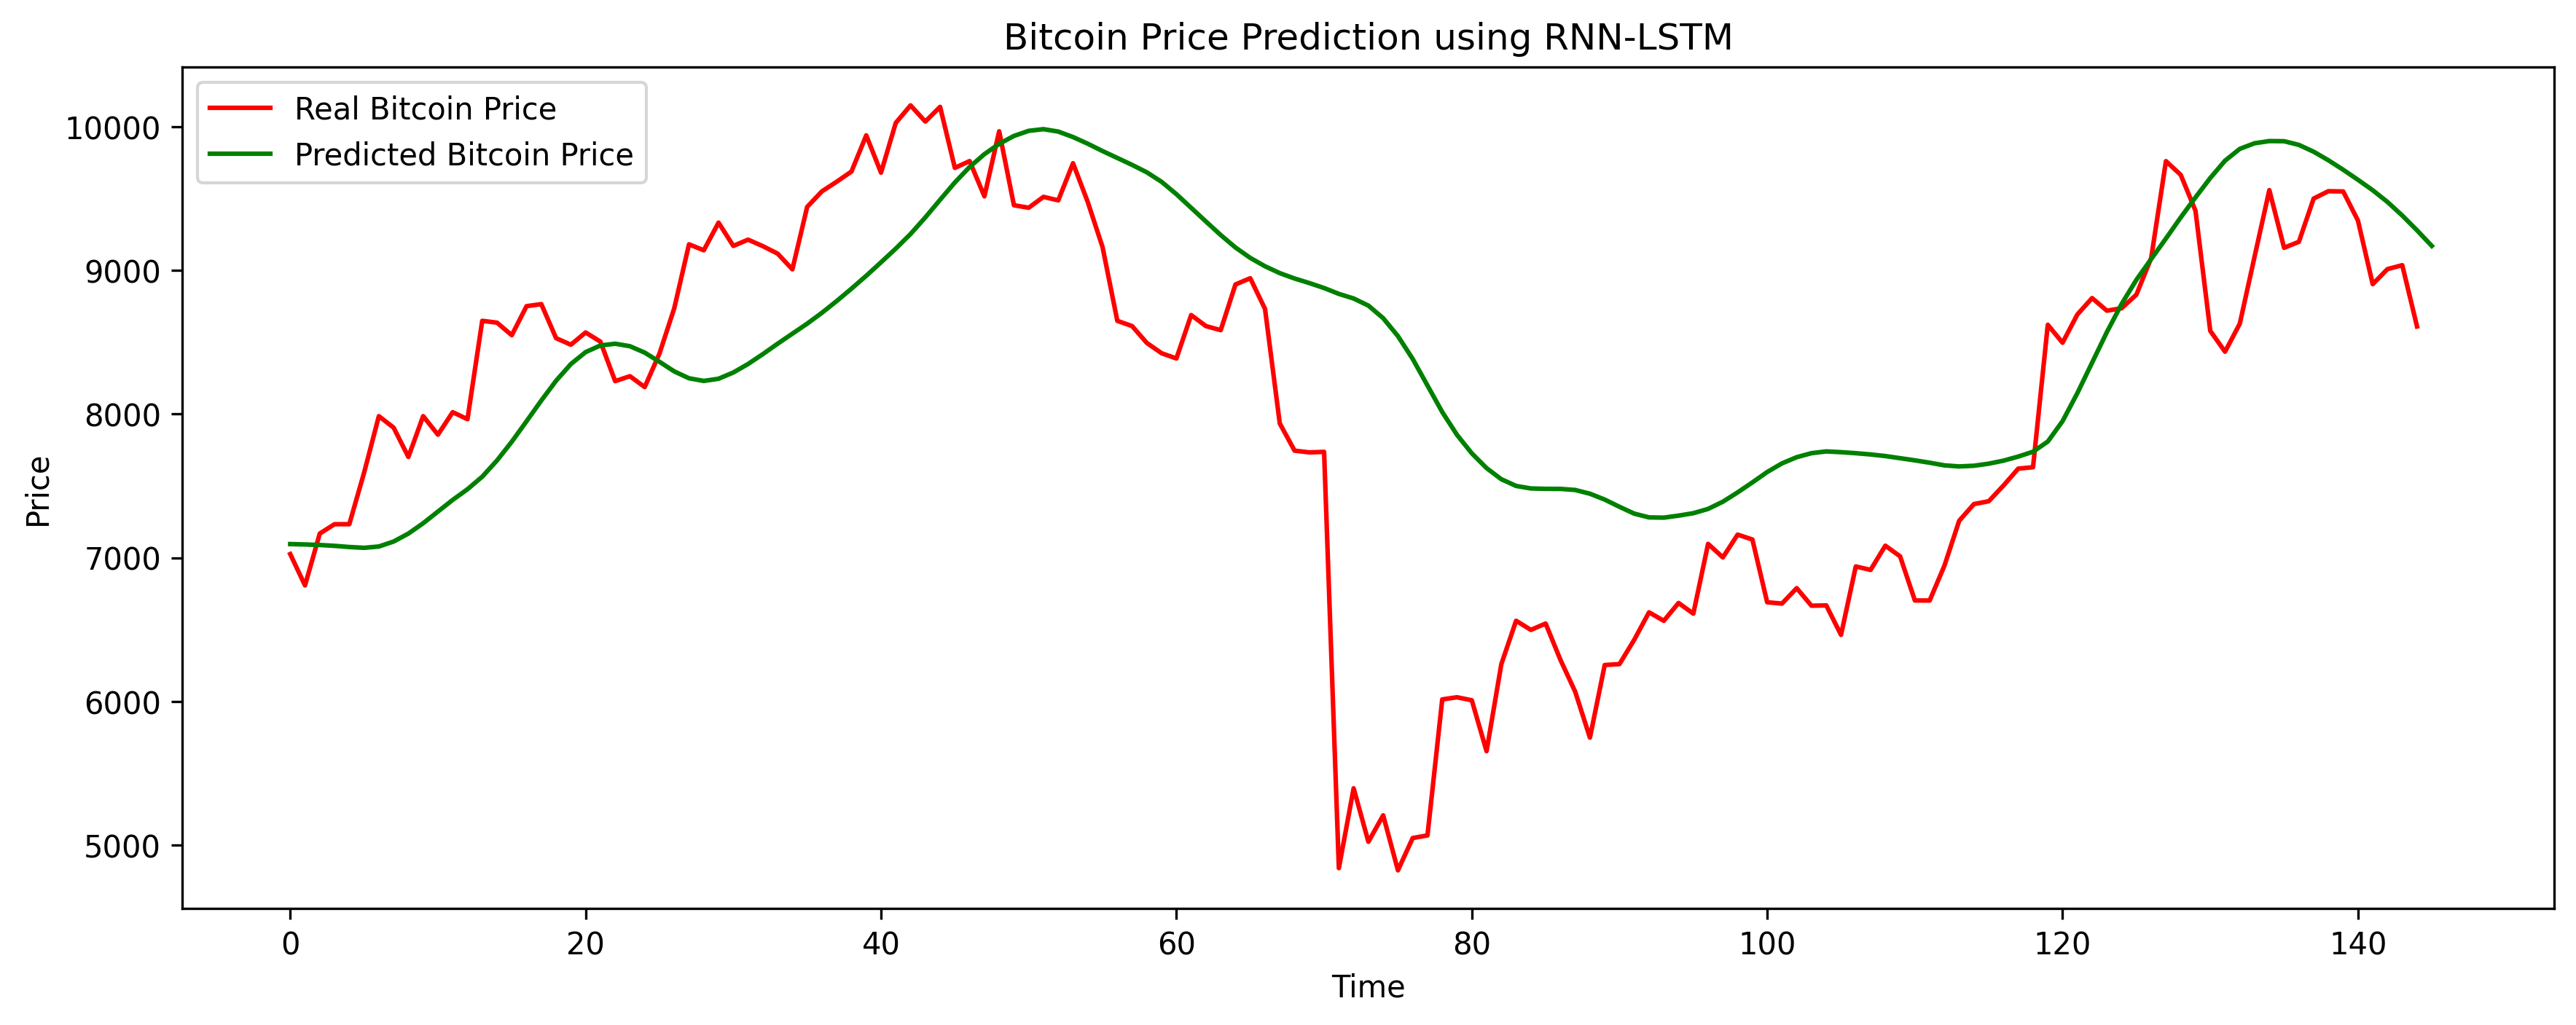 Bitcoin Price Prediction using RNN-LSTM
Real Bitcoin Price
Predicted Bitcoin Price
10000
9000
8000
7000
6000
5000
Price
0 20 40 60 80 100 120 140
Time